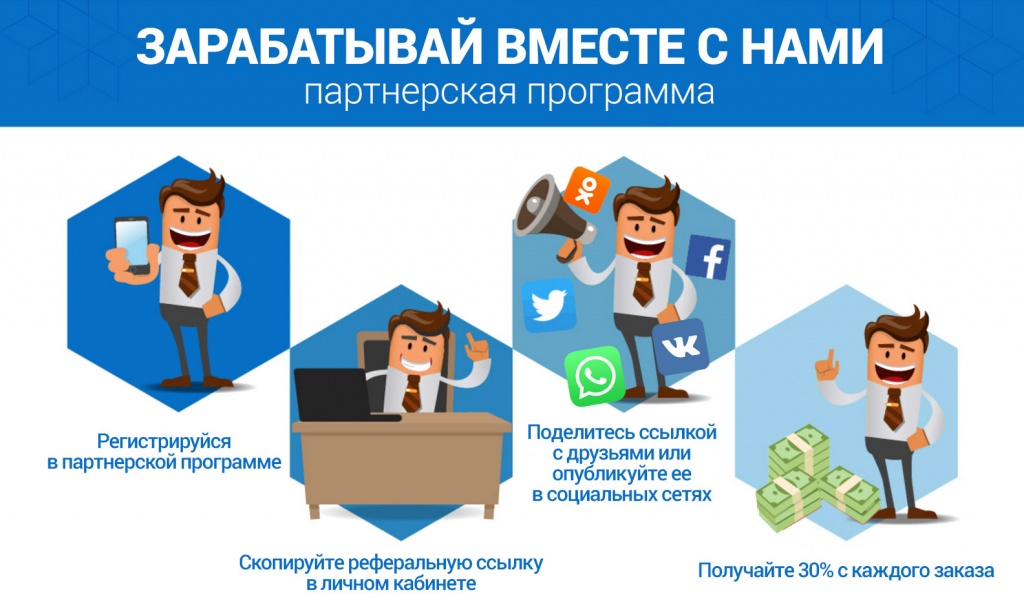 ЗАРАБАТЫВАЙ ВМЕСТЕ С НАМИ
партнерская программа
Регистрируйся
в партнерской программе
Скопируйте реферальную ссылку
в личном кабинете
Поделитесь ссылкой
с друзьями или
опубликуйте ее
в социальных сетях
Получайте 30% с каждого заказа